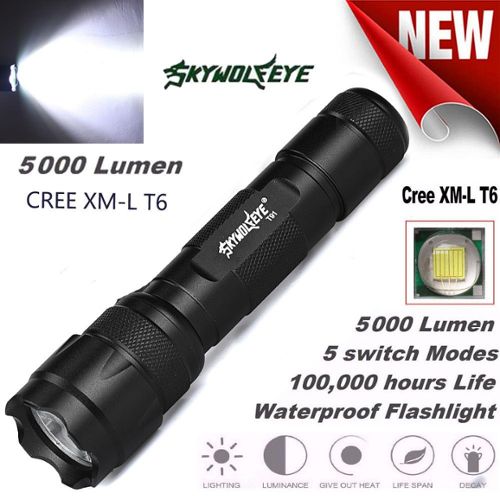 NEW
SKYWOLFEYE
5000 Lumen
CREE XM-L T6
Cree XM-L T6
SKYWOLFEYE
T61
5000 Lumen
5 switch Modes
100,000 hours Life
Waterproof Flashlight
LIGHTING
LUMINANCE
GIVE OUT HEAT
LIFE SPAN
DECAY